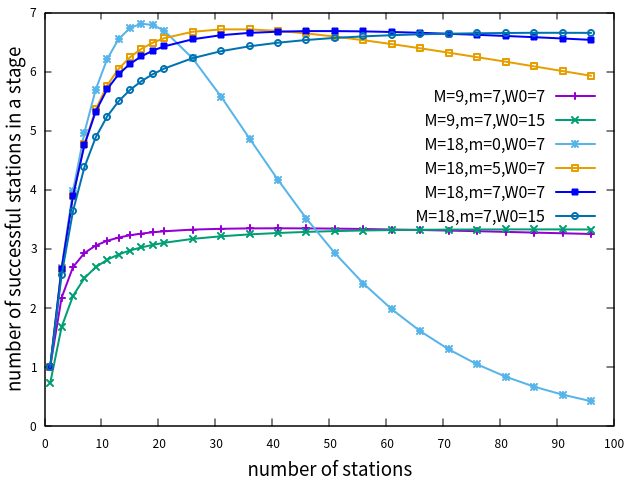 7
6
5
4
3
2
1
0
number of successful stations in a stage
M=9,m=7,W0=7
M=9,m=7,W0=15
M=18,m=0,W0=7
M=18,m=5,W0=7
M=18,m=7,W0=7
M=18,m=7,W0=15
0 10 20 30 40 50 60 70 80 90 100
number of stations